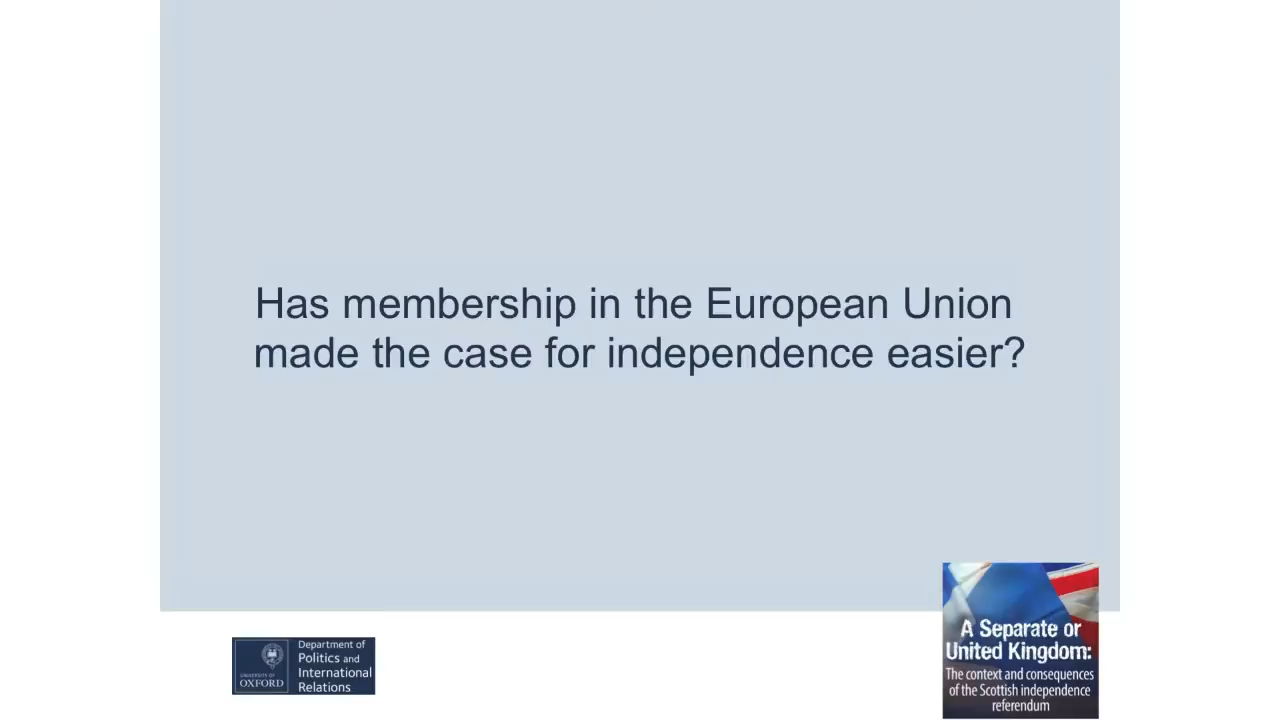 Has membership in the European Union
made the case for independence easier?
UNIVERSITY OF
OXFORD
Department of
Politics and
International
Relations
A Separate or
United Kingdom:
The context and consequences
of the Scottish independence
referendum